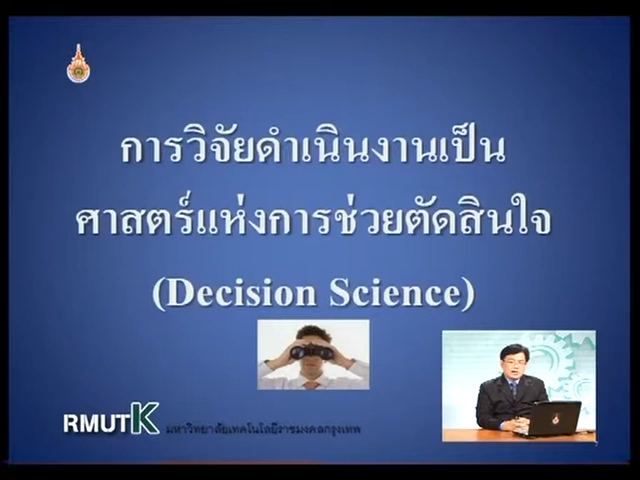 การวิจัยดำเนินงานเป็น
ศาสตร์แห่งการช่วยตัดสินใจ
(Decision Science)
RMUTK มหาวิทยาลัยเทคโนโลยีราชมงคลกรุงเทพ